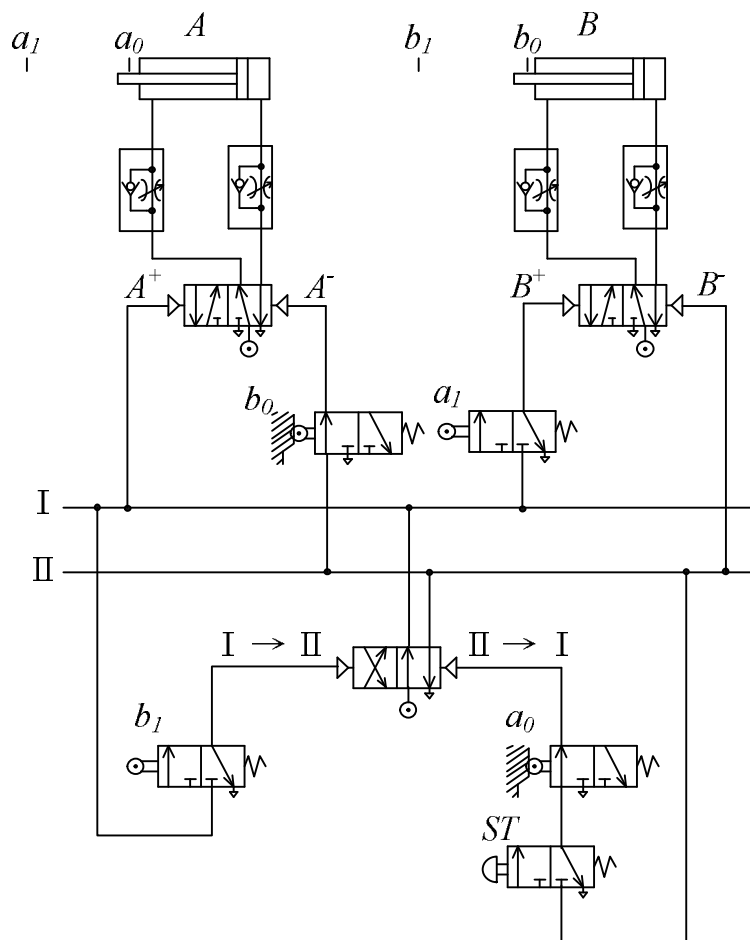 a₁ a₀ A b₁ b₀ B
A⁺ A⁻ B⁺ B⁻
b₀ a₁
Ⅰ
Ⅱ
Ⅰ → Ⅱ Ⅱ → Ⅰ
b₁ a₀
ST